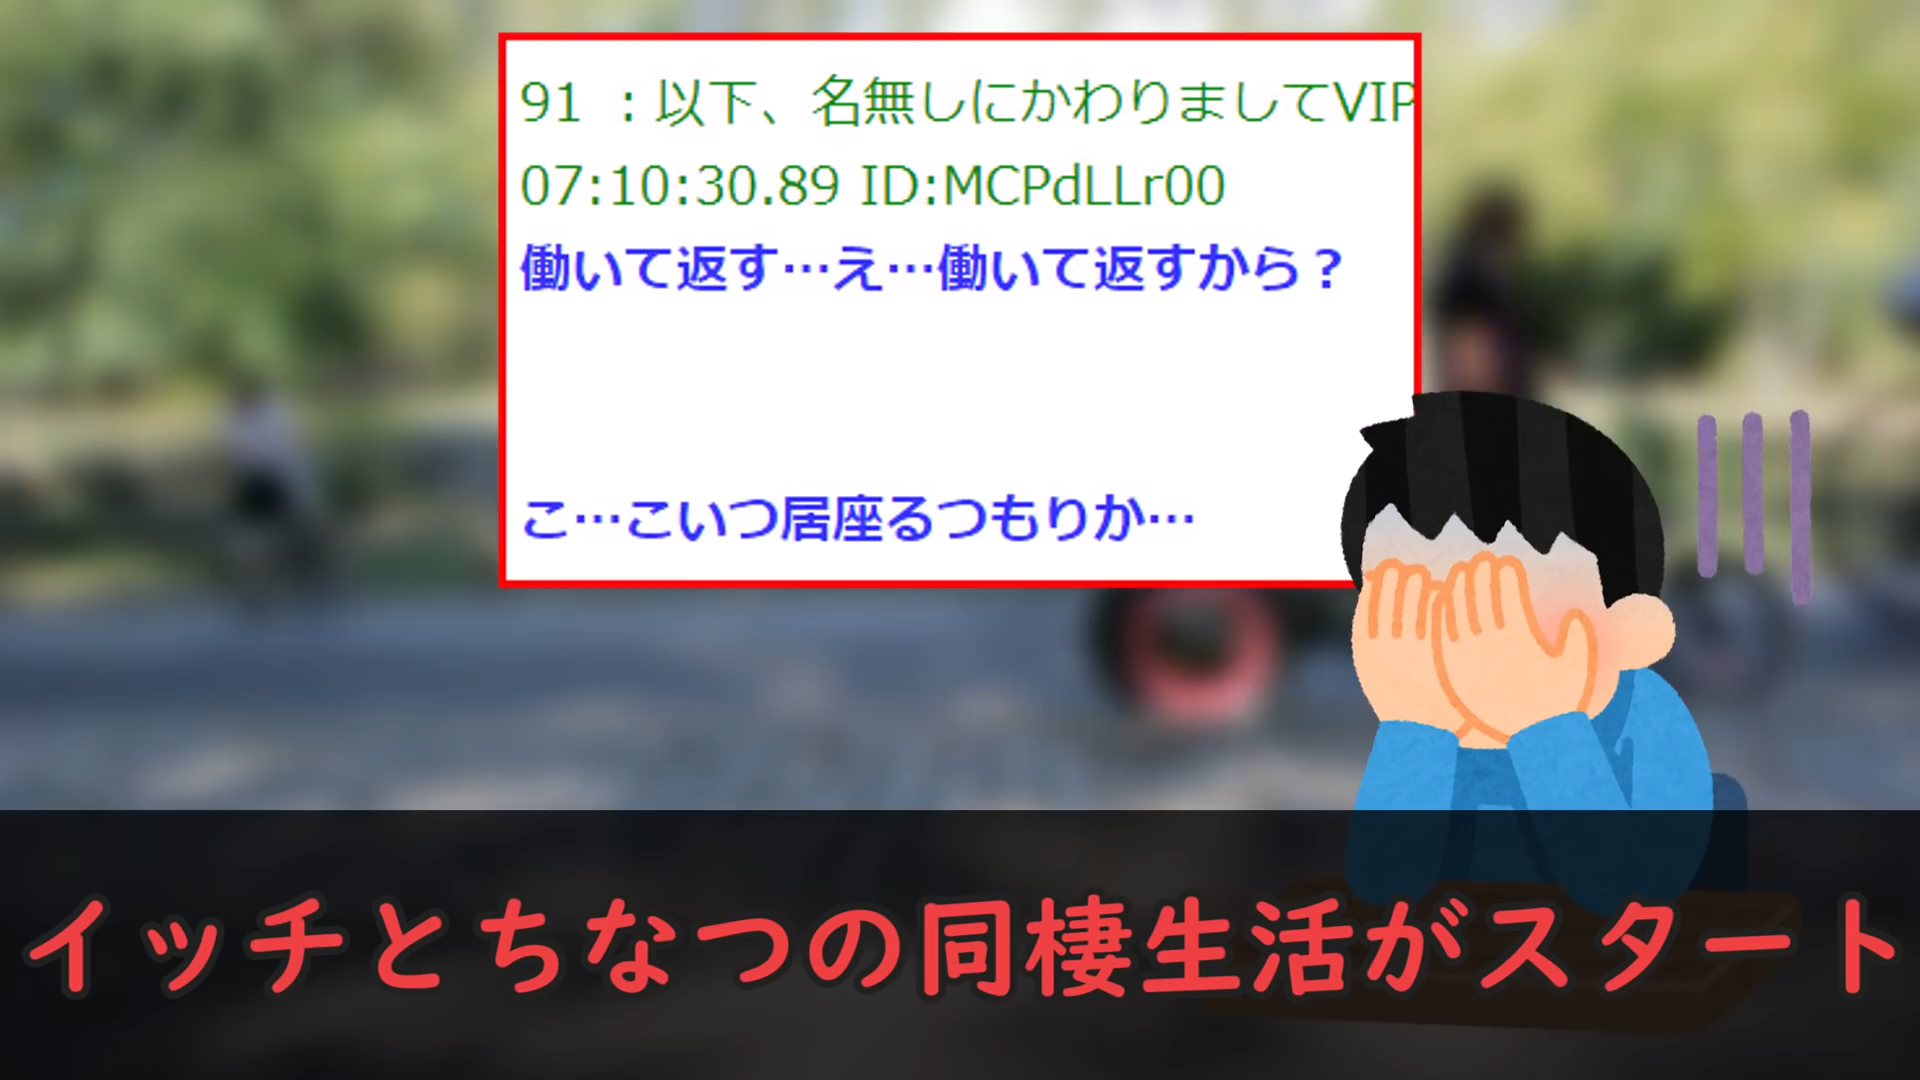 91 ：以下、名無しにかわりましてVIP
07:10:30.89 ID:MCPdLLr00
働いて返す…え…働いて返すから？
こ…こいつ居座るつもりか…
イッチとちなつの同棲生活がスタート